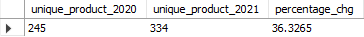 unique_product_2020 unique_product_2021 percentage_chg
245 334 36.3265